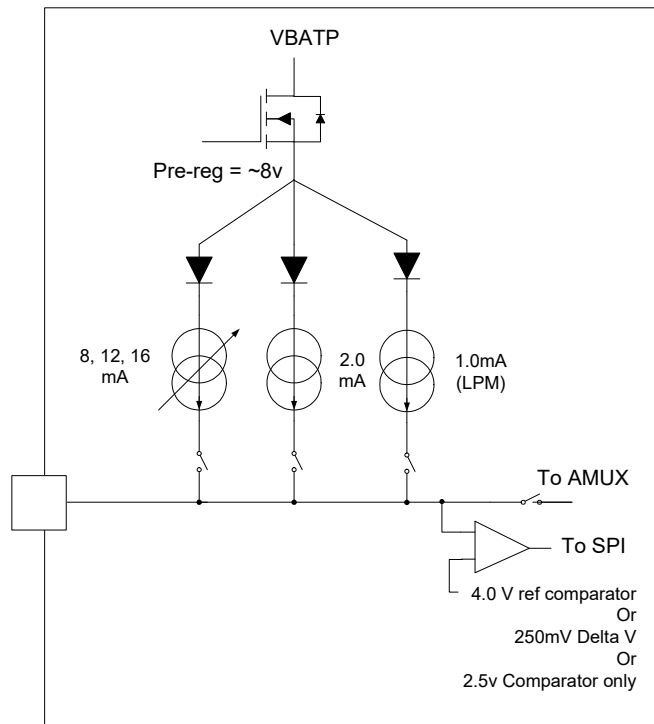 VBATP
Pre-reg = ~8v
8, 12, 16
mA
2.0
mA
1.0mA
(LPM)
To AMUX
To SPI
4.0 V ref comparator
Or
250mV Delta V
Or
2.5v Comparator only